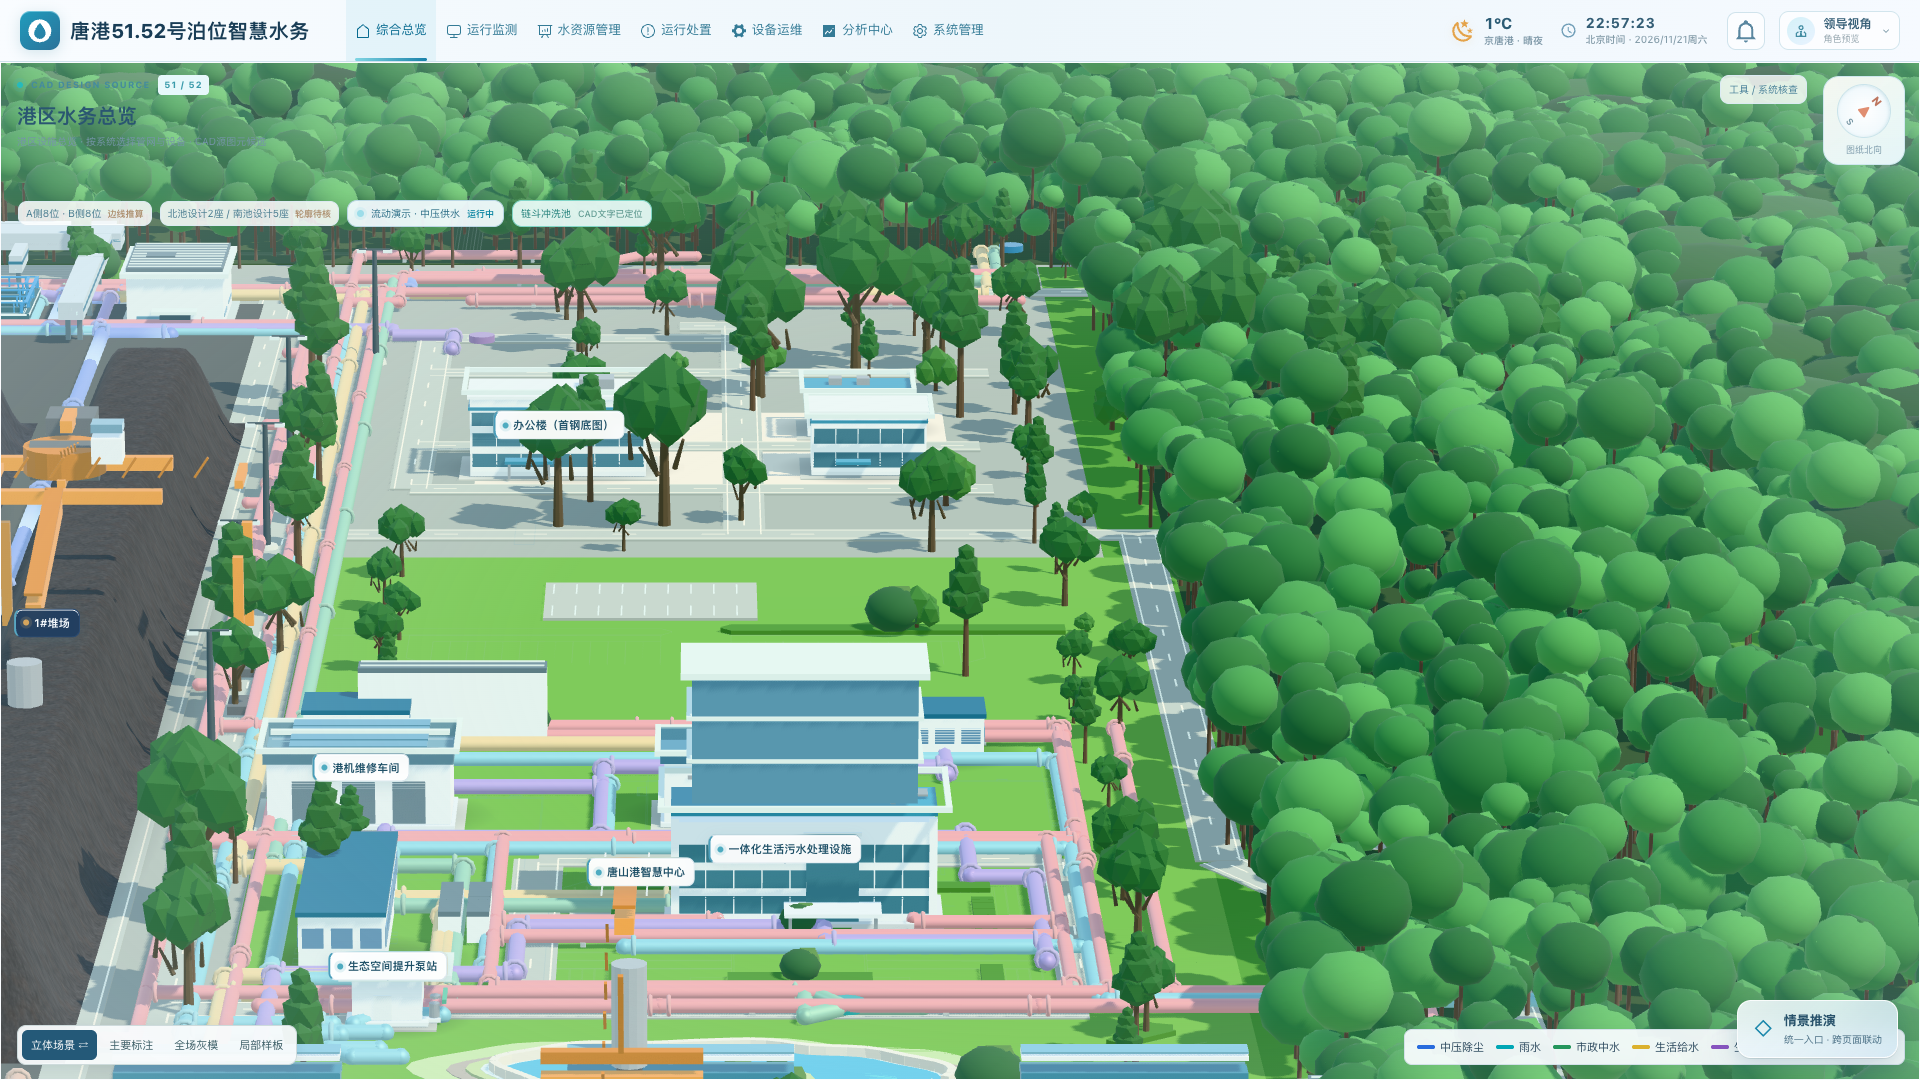 唐港51.52号泊位智慧水务
综合总览
运行监测
水资源管理
运行处置
设备运维
分析中心
系统管理
1°C
京唐港 · 晴夜
22:57:23
北京时间 · 2026/11/21周六
领导视角
角色预览
CAD DESIGN SOURCE
51 / 52
港区水务总览
工具 / 系统核查
N
S
图纸北向
A侧8位 · B侧8位 边线推算
北池设计2座 / 南池设计5座 轮廓待核
流动演示 · 中压供水 运行中
链斗冲洗池 CAD文字已定位
办公楼（首钢底图）
1#堆场
港机维修车间
一体化生活污水处理设施
唐山港智慧中心
生态空间提升泵站
立体场景
主要标注
全场灰模
局部样板
中压除尘
雨水
市政中水
生活给水
情景推演
统一入口 · 跨页面联动